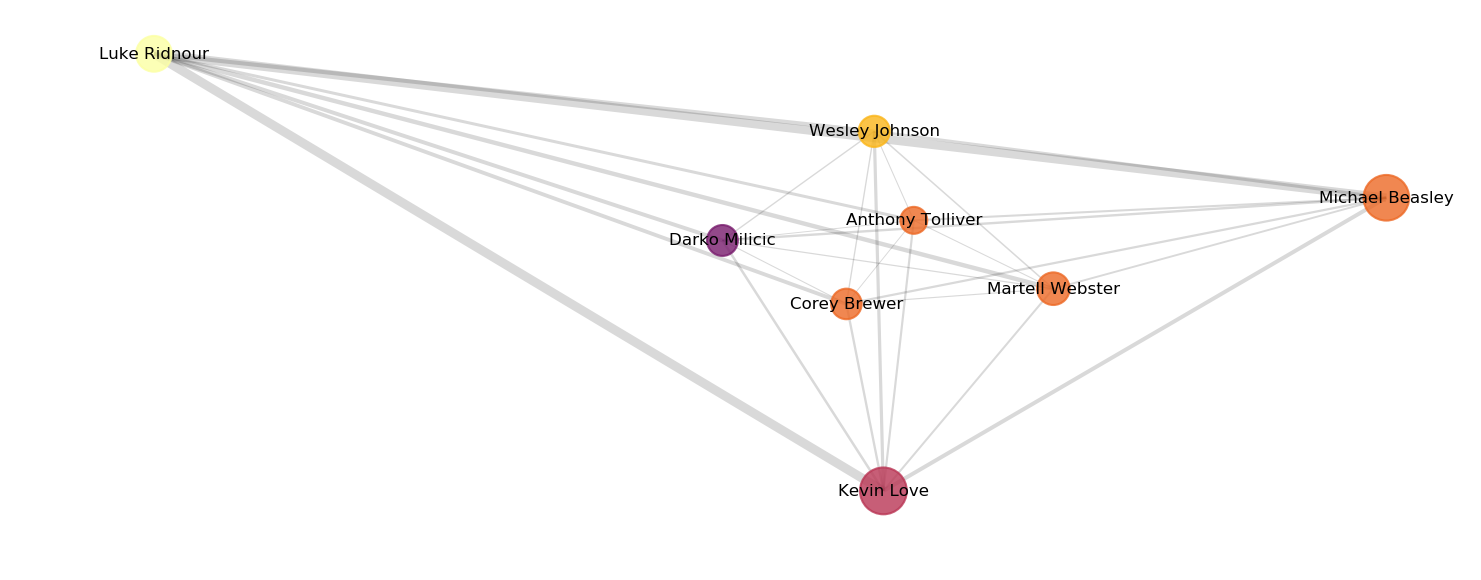 Luke Ridnour
Wesley Johnson
Michael Beasley
Anthony Tolliver
Darko Milicic
Martell Webster
Corey Brewer
Kevin Love